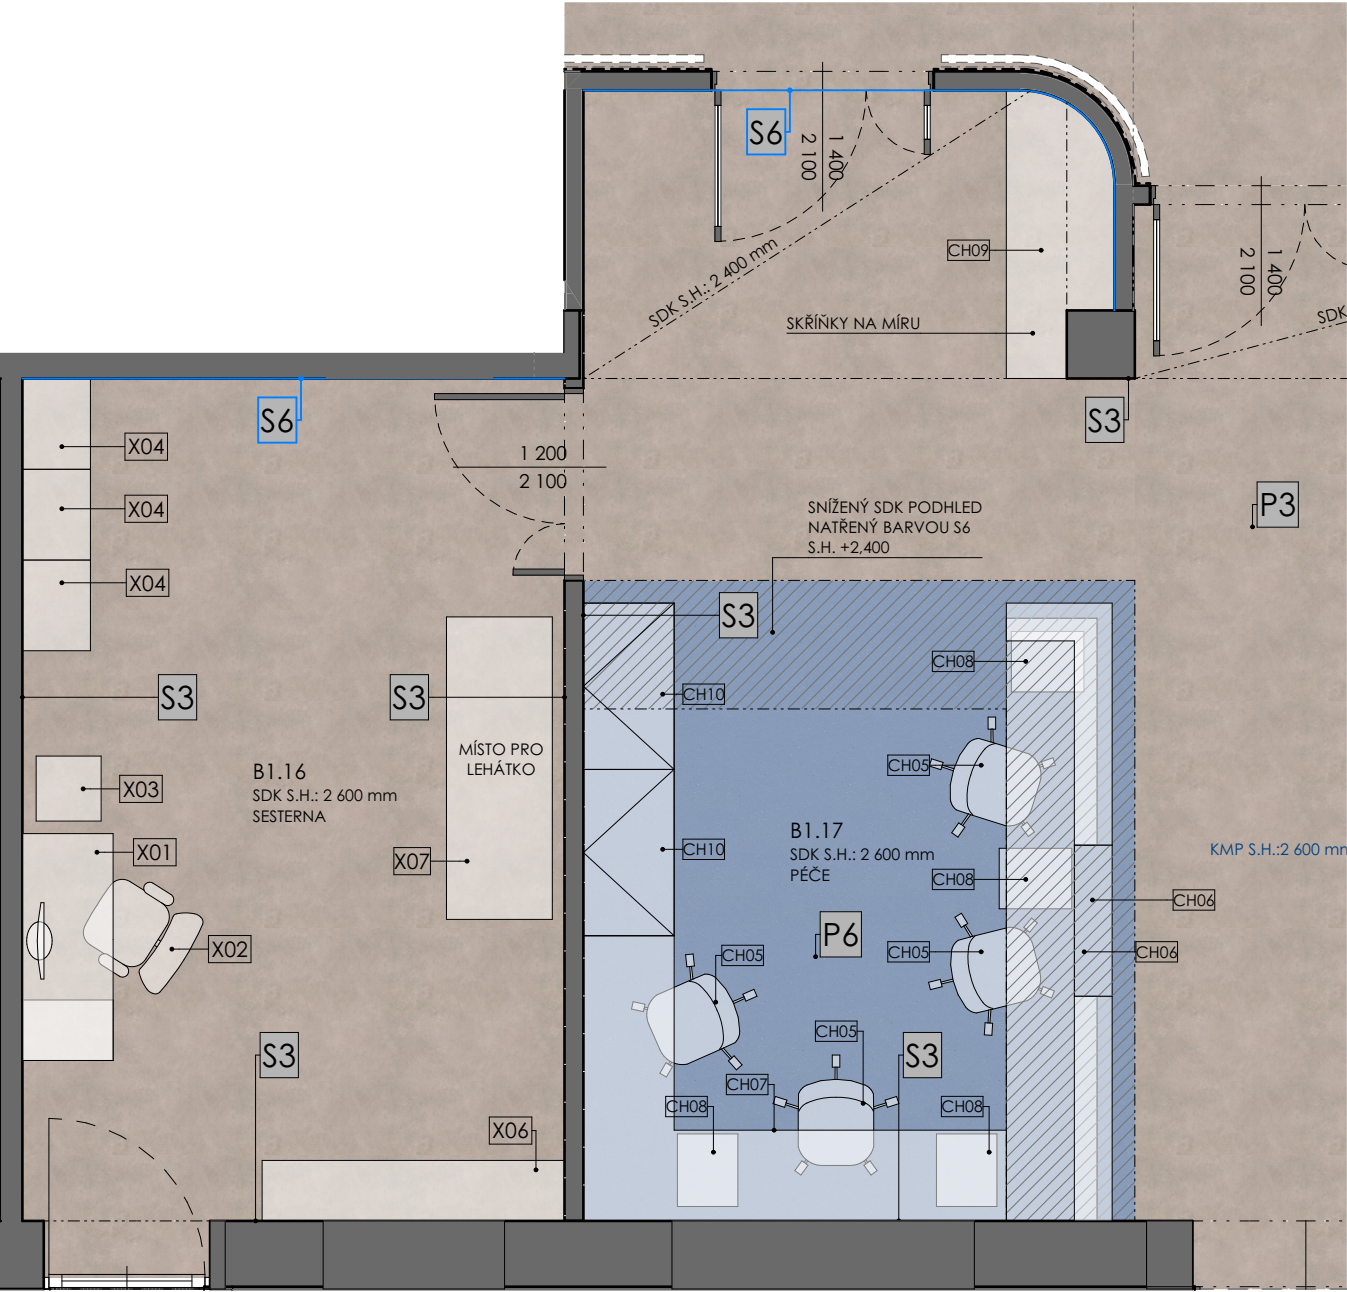 S6
1 400
2 100
CH09
1 400
2 100
SDK S.H.: 2 400 mm
SKŘÍŇKY NA MÍRU
SDK
S6
S3
X04
1 200
2 100
X04
SNÍŽENÝ SDK PODHLED
NATŘENÝ BARVOU S6
S.H. +2,400
P3
X04
S3
CH08
S3
S3
CH10
MÍSTO PRO
LEHÁTKO
CH05
B1.16
SDK S.H.: 2 600 mm
SESTERNA
X03
B1.17
SDK S.H.: 2 600 mm
PÉČE
X01
X07
CH10
KMP S.H.:2 600 mm
CH08
CH06
P6
X02
CH05
CH05
CH06
CH05
S3
S3
CH07
CH08
CH08
X06